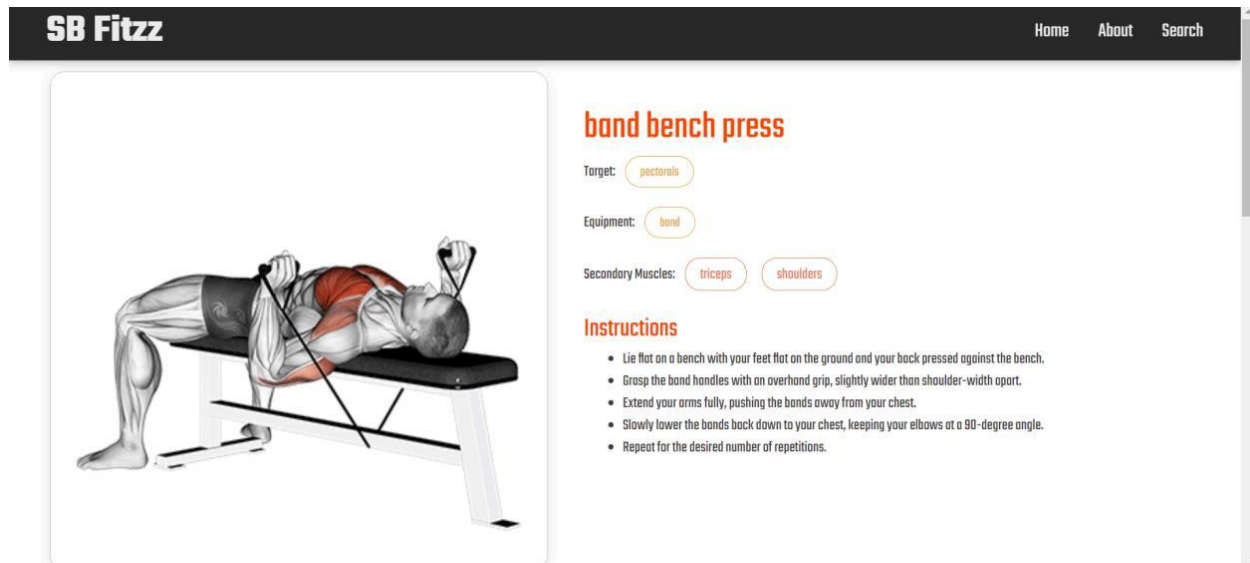 SB Fitzz
Home About Search
band bench press
Target: pectorals
Equipment: band
Secondary Muscles: triceps shoulders
Instructions
Lie flat on a bench with your feet flat on the ground and your back pressed against the bench.
Grasp the band handles with an overhand grip, slightly wider than shoulder-width apart.
Extend your arms fully, pushing the bands away from your chest.
Slowly lower the bands back down to your chest, keeping your elbows at a 90-degree angle.
Repeat for the desired number of repetitions.